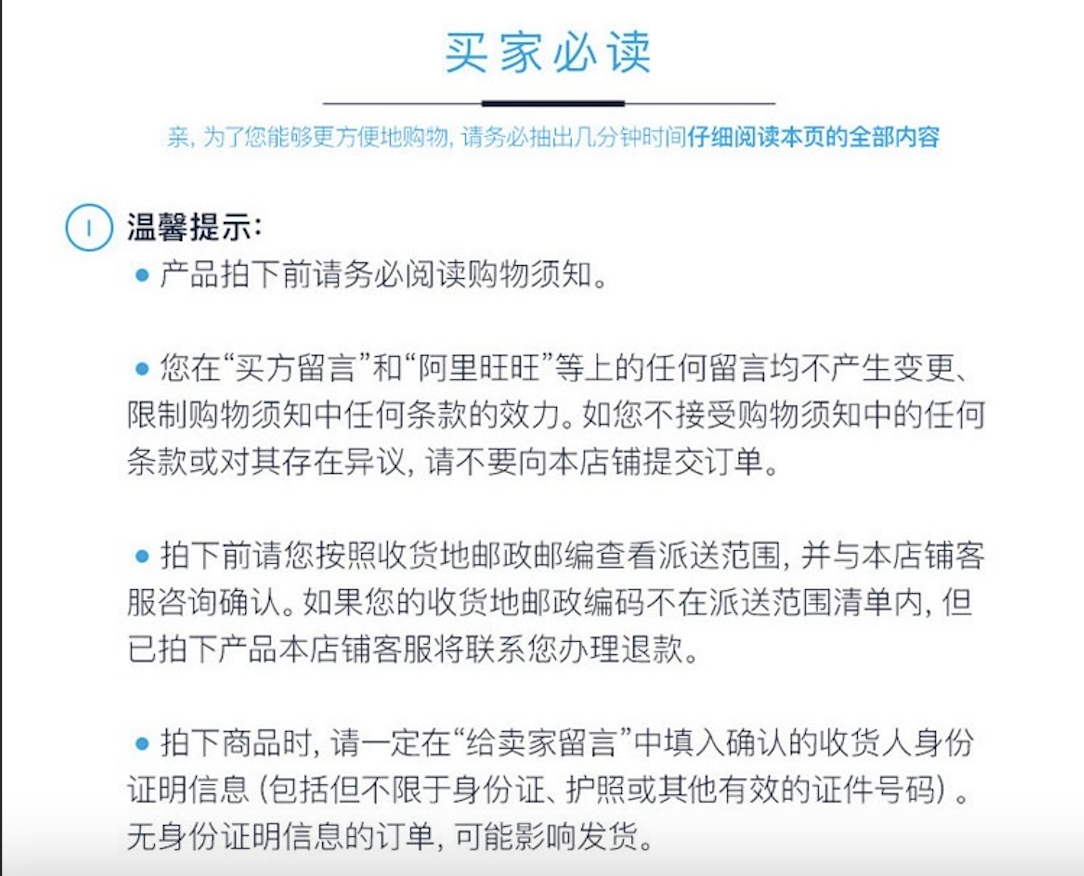 买家必读
亲, 为了您能够更方便地购物, 请务必抽出几分钟时间仔细阅读本页的全部内容
1 温馨提示:
• 产品拍下前请务必阅读购物须知。
• 您在“买方留言”和“阿里旺旺”等上的任何留言均不产生变更、
限制购物须知中任何条款的效力。如您不接受购物须知中的任何
条款或对其存在异议, 请不要向本店铺提交订单。
• 拍下前请您按照收货地邮政邮编查看派送范围, 并与本店铺客
服咨询确认。如果您的收货地邮政编码不在派送范围清单内, 但
已拍下产品本店铺客服将联系您办理退款。
• 拍下商品时, 请一定在“给卖家留言”中填入确认的收货人身份
证明信息 (包括但不限于身份证、护照或其他有效的证件号码) 。
无身份证明信息的订单, 可能影响发货。